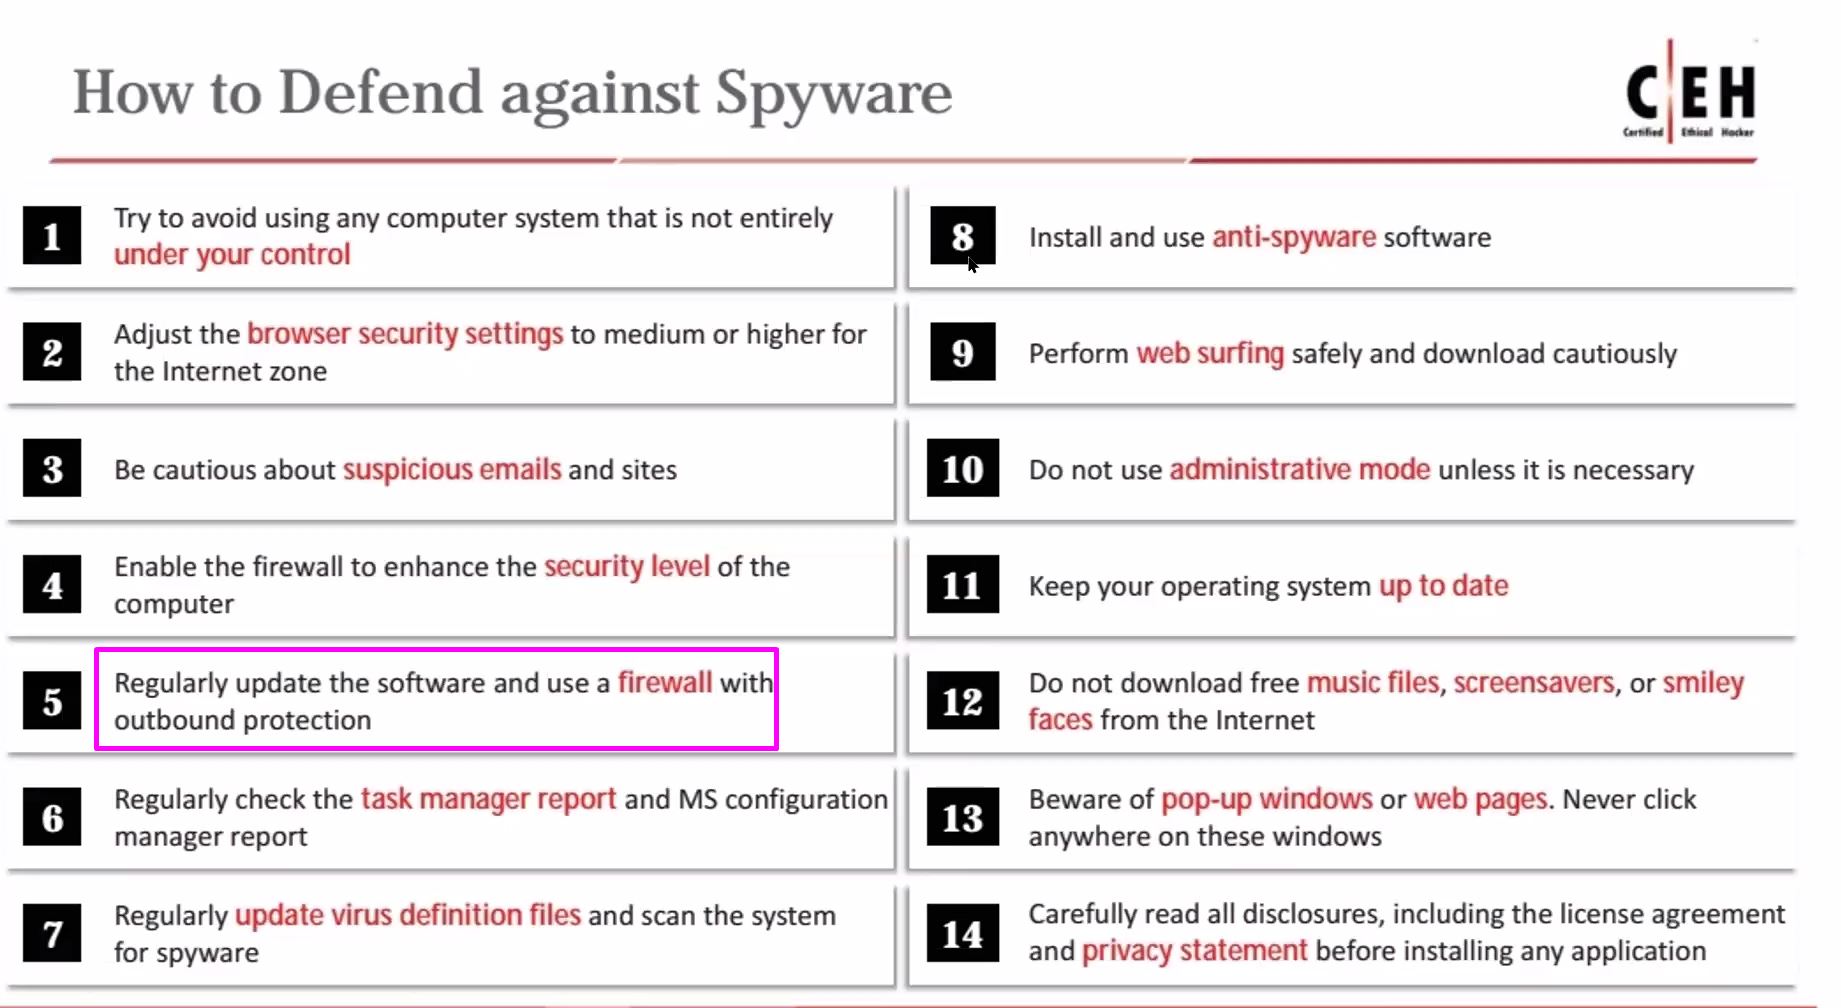 How to Defend against Spyware
C|EH
Certified Ethical Hacker
1
Try to avoid using any computer system that is not entirely
under your control
2
Adjust the browser security settings to medium or higher for
the Internet zone
3
Be cautious about suspicious emails and sites
4
Enable the firewall to enhance the security level of the
computer
5
Regularly update the software and use a firewall with
outbound protection
6
Regularly check the task manager report and MS configuration
manager report
7
Regularly update virus definition files and scan the system
for spyware
8
Install and use anti-spyware software
9
Perform web surfing safely and download cautiously
10
Do not use administrative mode unless it is necessary
11
Keep your operating system up to date
12
Do not download free music files, screensavers, or smiley
faces from the Internet
13
Beware of pop-up windows or web pages. Never click
anywhere on these windows
14
Carefully read all disclosures, including the license agreement
and privacy statement before installing any application